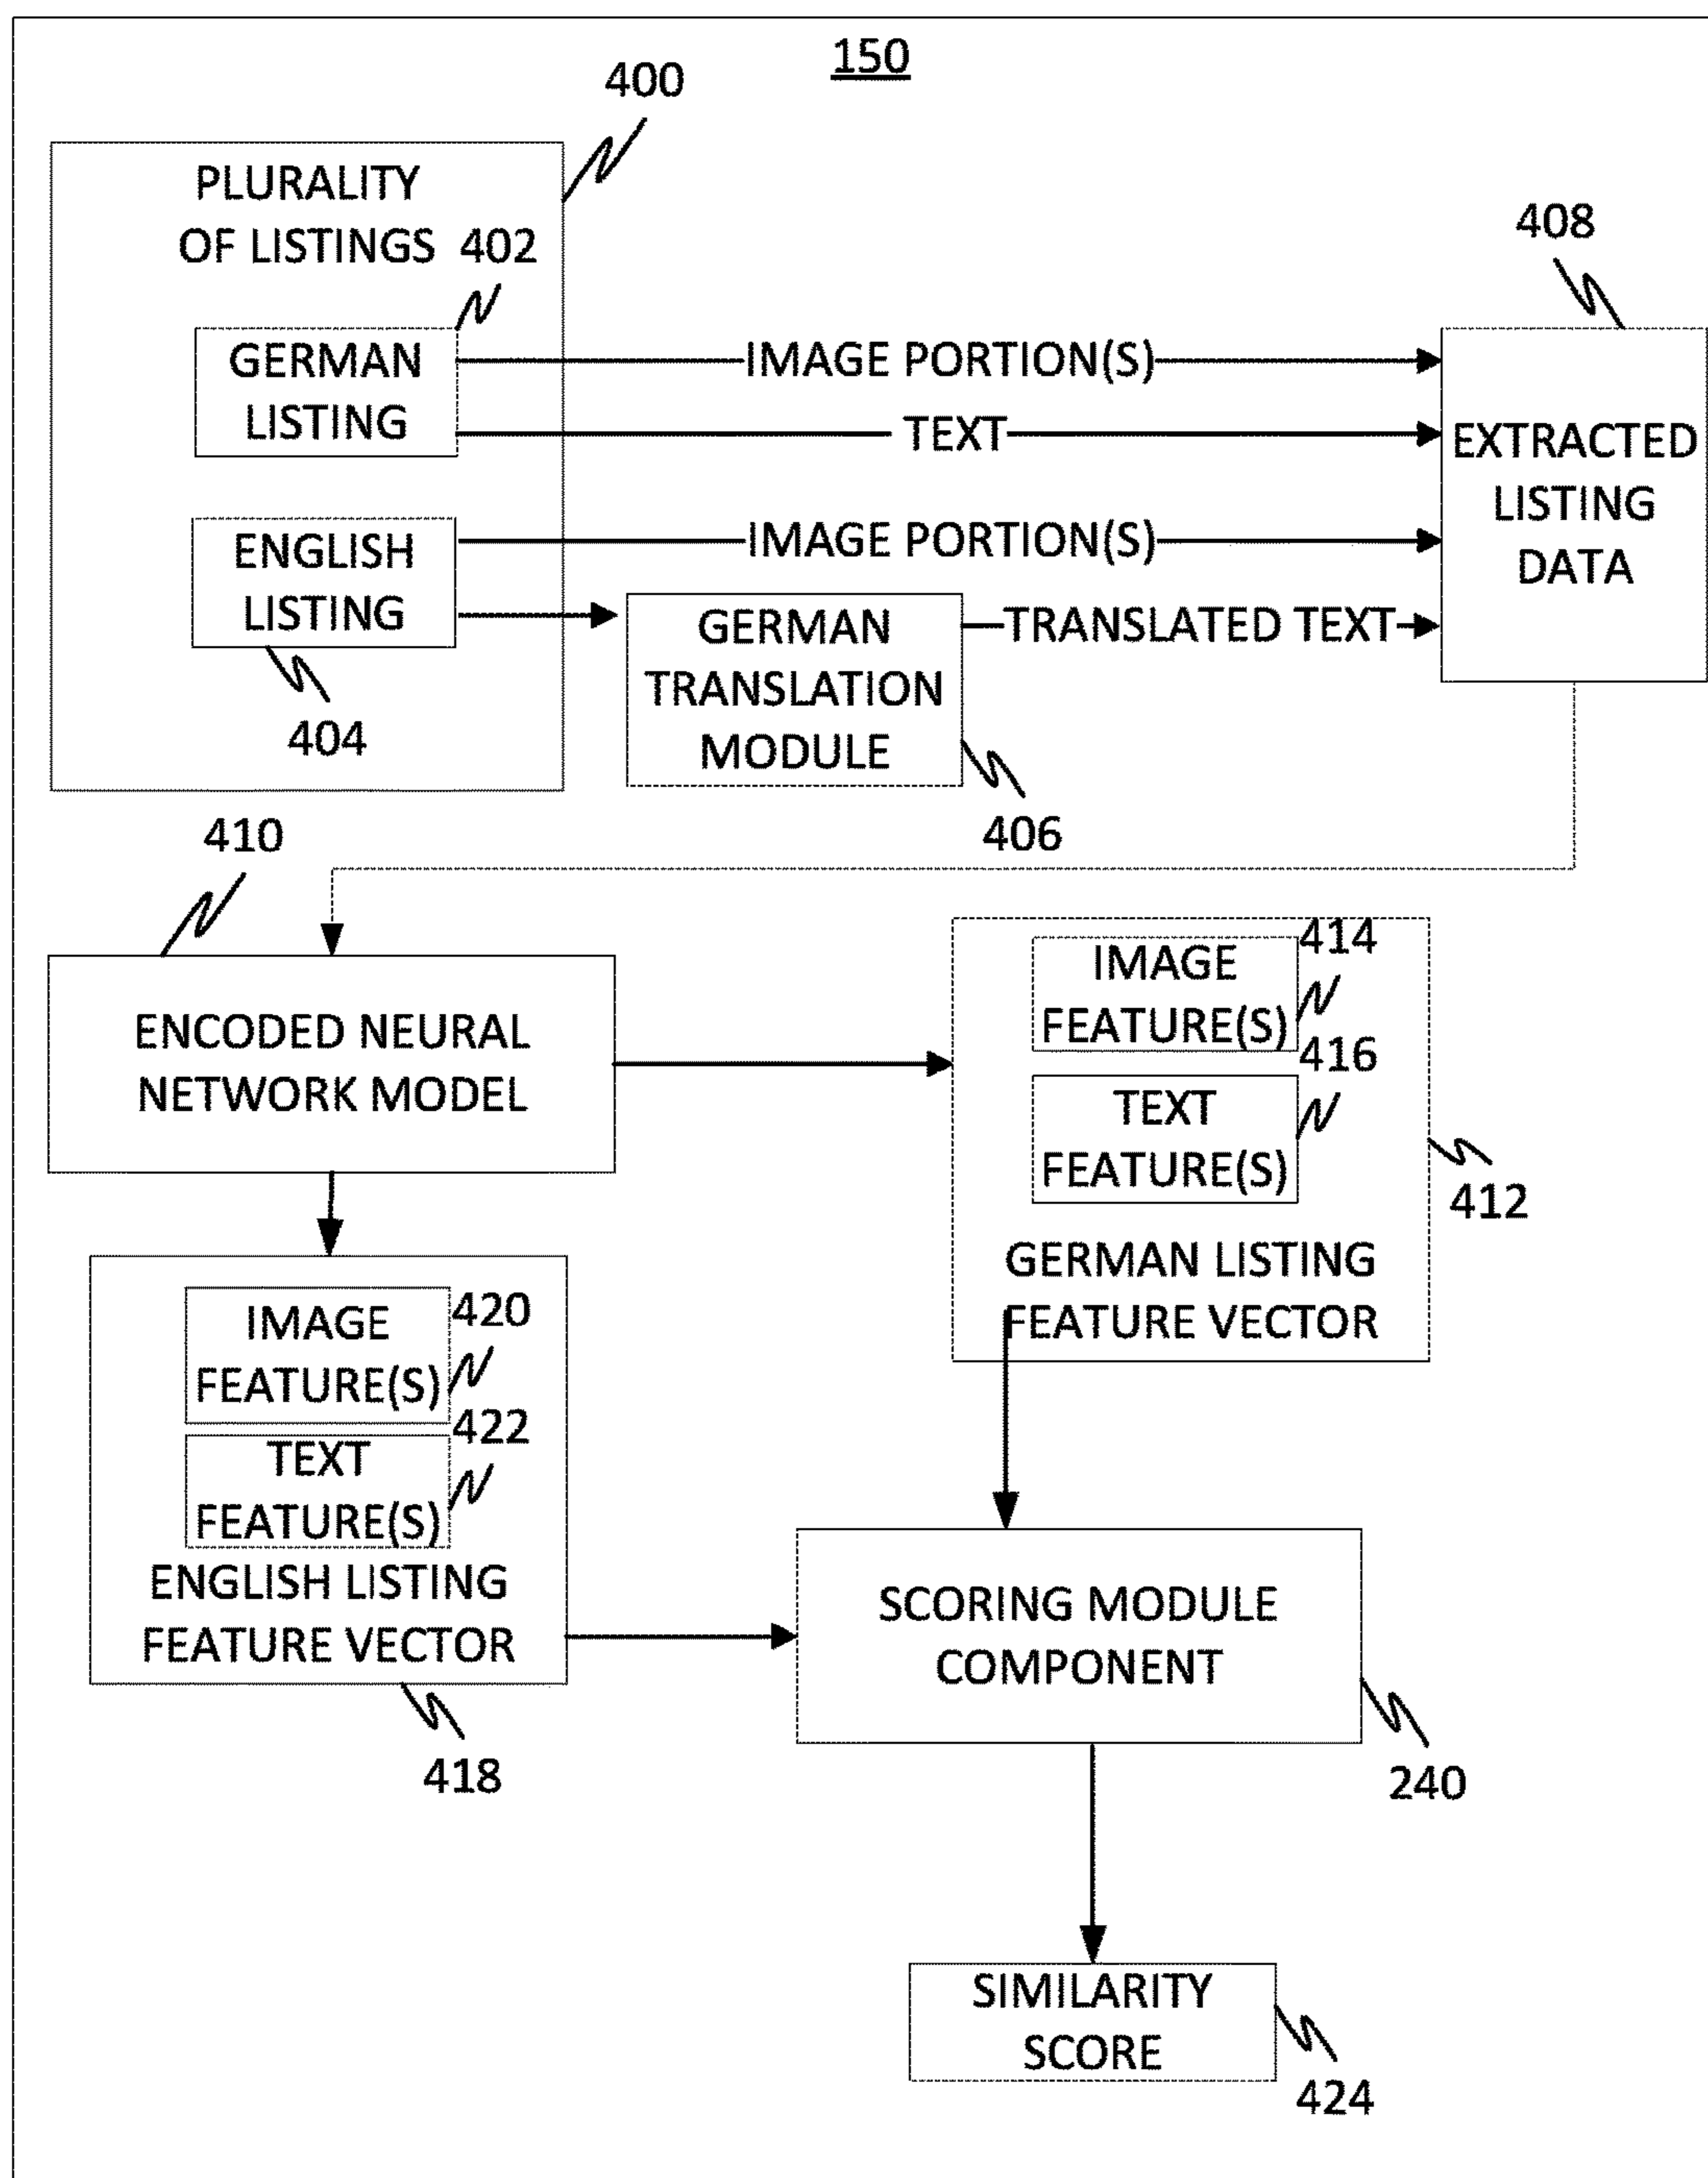 150
400
PLURALITY
OF LISTINGS
402
408
GERMAN
LISTING
IMAGE PORTION(S)
TEXT
EXTRACTED
LISTING
DATA
ENGLISH
LISTING
IMAGE PORTION(S)
404
GERMAN
TRANSLATION
MODULE
TRANSLATED TEXT
406
410
ENCODED NEURAL
NETWORK MODEL
414
IMAGE
FEATURE(S)
416
TEXT
FEATURE(S)
412
GERMAN LISTING
FEATURE VECTOR
420
IMAGE
FEATURE(S)
422
TEXT
FEATURE(S)
ENGLISH LISTING
FEATURE VECTOR
418
SCORING MODULE
COMPONENT
240
SIMILARITY
SCORE
424